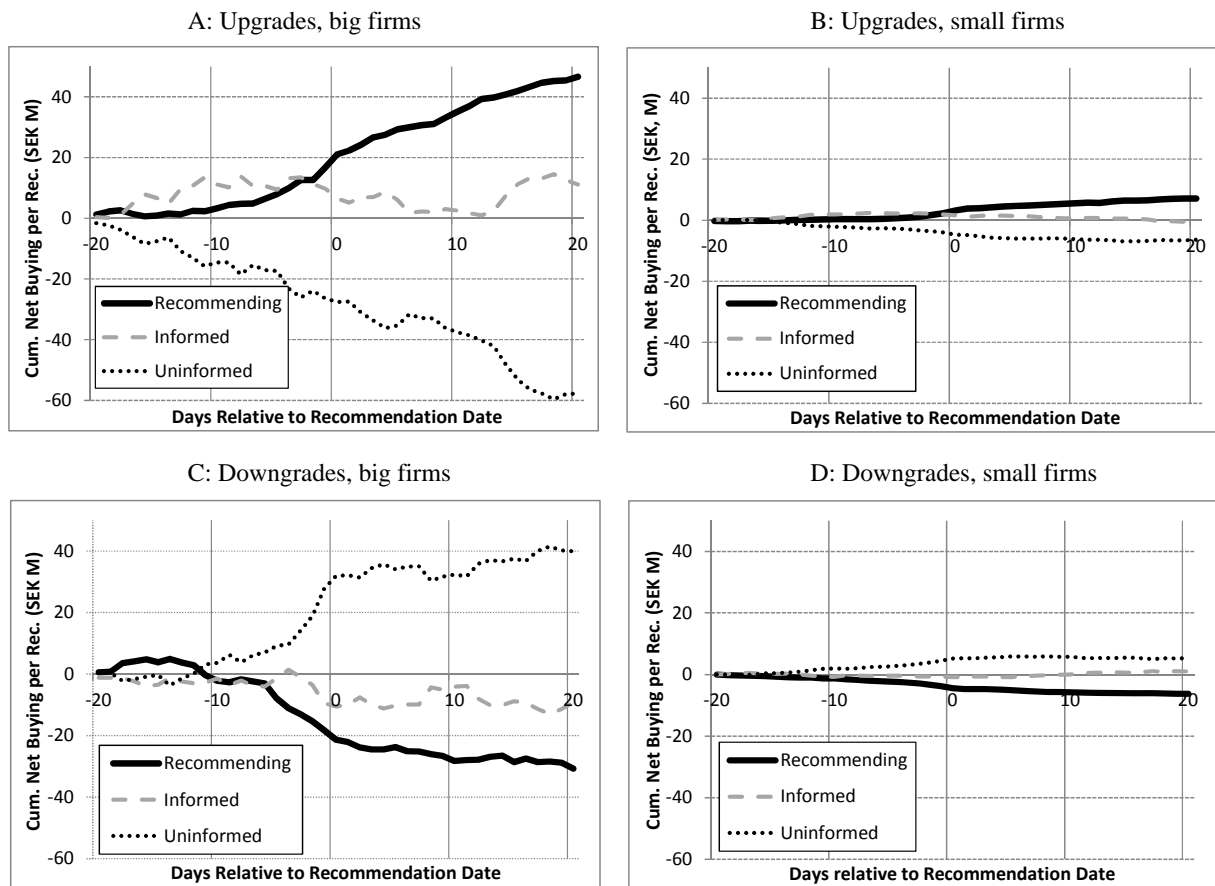 A: Upgrades, big firms
Cum. Net Buying per Rec. (SEK M)
40
20
0
-20
-40
-60
-20
-10
0
10
20
Recommending
Informed
Uninformed
Days Relative to Recommendation Date
B: Upgrades, small firms
Cum. Net Buying per Rec. (SEK, M)
40
20
0
-20
-40
-60
-20
-10
0
10
20
Recommending
Informed
Uninformed
Days Relative to Recommendation Date
C: Downgrades, big firms
Cum. Net Buying per Rec. (SEK M)
40
20
0
-20
-40
-60
-20
-10
0
10
20
Recommending
Informed
Uninformed
Days Relative to Recommendation Date
D: Downgrades, small firms
Cum. Net Buying per Rec. (SEK M)
40
20
0
-20
-40
-60
-20
-10
0
10
20
Recommending
Informed
Uninformed
Days relative to Recommendation Date